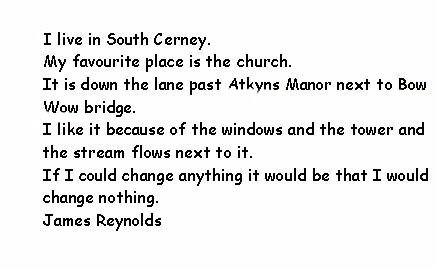 I live in South Cerney.
My favourite place is the church.
It is down the lane past Atkyns Manor next to Bow
Wow bridge.
I like it because of the windows and the tower and
the stream flows next to it.
If I could change anything it would be that I would
change nothing.
James Reynolds